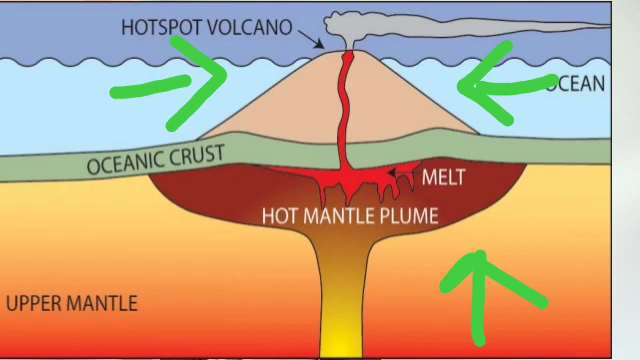 HOTSPOT VOLCANO
OCEAN
OCEANIC CRUST
MELT
HOT MANTLE PLUME
UPPER MANTLE